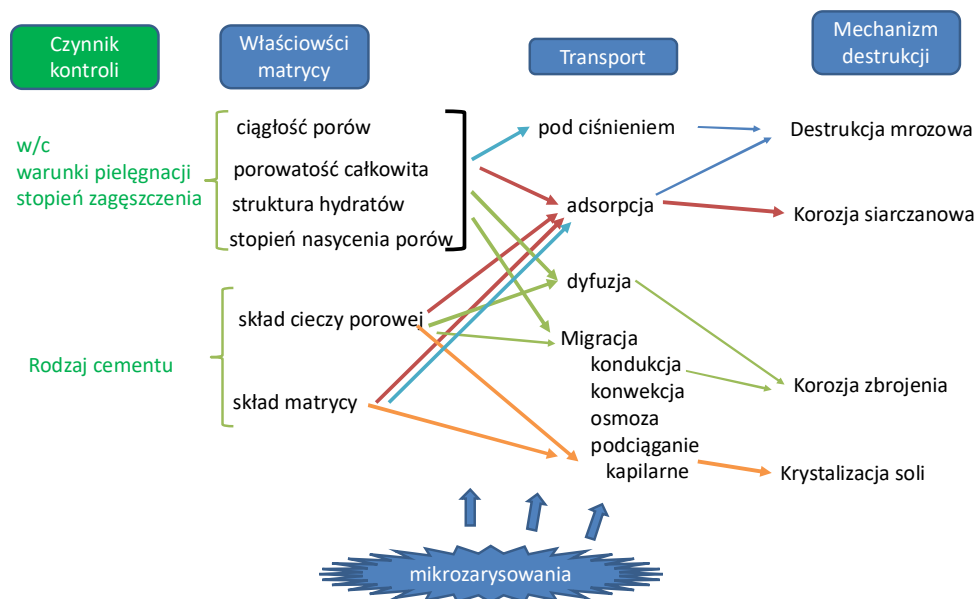 Czynnik
kontroli
Właściowści
matrycy
Transport
Mechanizm
destrukcji
w/c
warunki pielęgnacji
stopień zagęszczenia
ciągłość porów
porowatość całkowita
struktura hydratów
stopień nasycenia porów
Rodzaj cementu
skład cieczy porowej
skład matrycy
pod ciśnieniem
adsorpcja
dyfuzja
Migracja
kondukcja
konwekcja
osmoza
podciąganie
kapilarne
Destrukcja mrozowa
Korozja siarczanowa
Korozja zbrojenia
Krystalizacja soli
mikrozarysowania